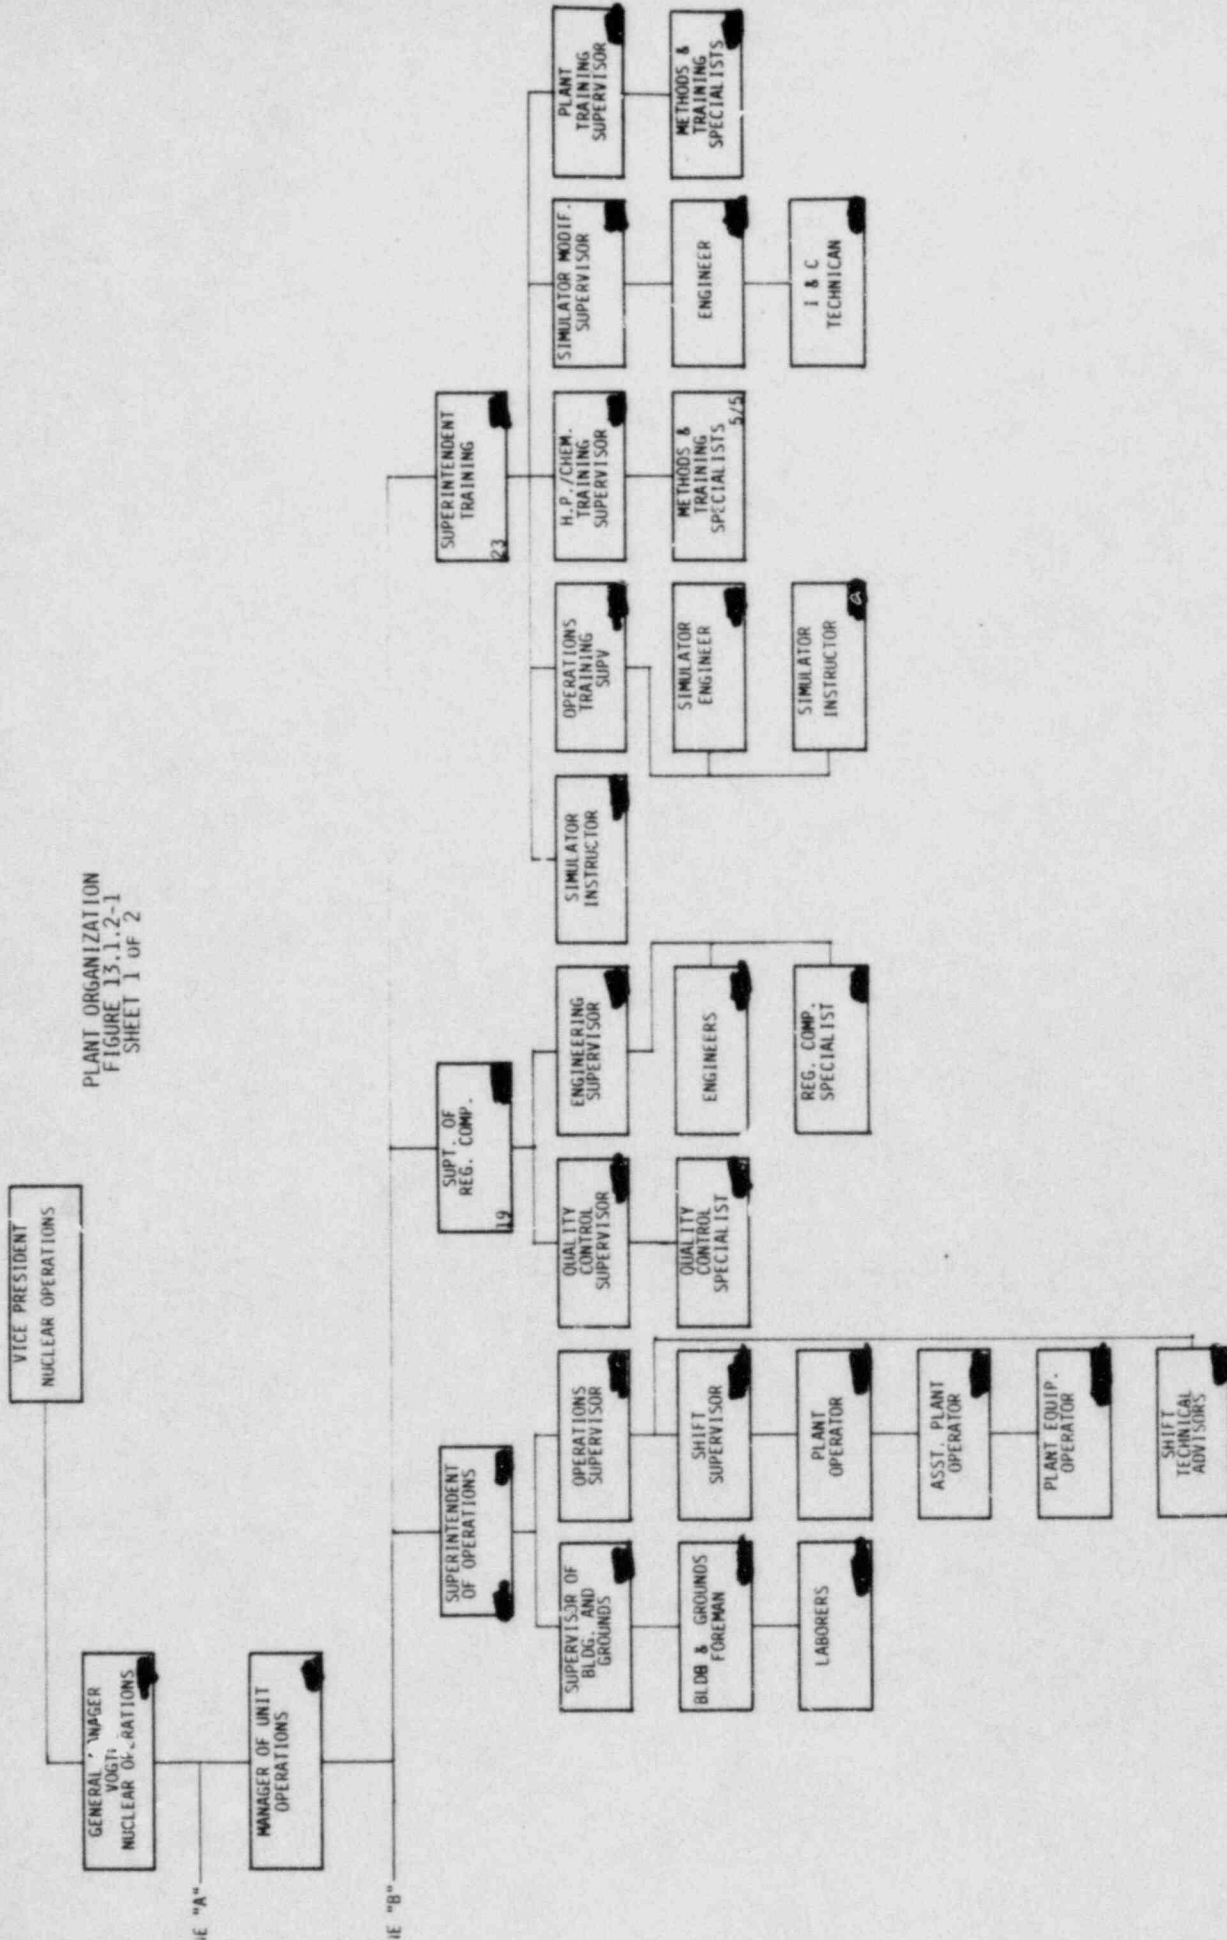 PLANT ORGANIZATION
FIGURE 13.1.2-1
SHEET 1 OF 2
VICE PRESIDENT
NUCLEAR OPERATIONS
GENERAL
NUCLEAR
MANAGER OF UNIT
OPERATIONS
"A"
"B"
SUPERINTENDENT
OF OPERATIONS
SUPT. OF
REG. COMP.
19
SUPERINTENDENT
TRAINING
23
SUPERVISOR OF
BLDG. AND
GROUNDS
OPERATIONS
SUPERVISOR
QUALITY
CONTROL
SUPERVISOR
ENGINEERING
SUPERVISOR
SIMULATOR
INSTRUCTOR
OPERATIONS
TRAINING
SUPV
H.P./CHEM.
TRAINING
SUPERVISOR
SIMULATOR MODIF.
SUPERVISOR
PLANT
TRAINING
SUPERVISOR
BLDB & GROUNDS
FOREMAN
SHIFT
SUPERVISOR
QUALITY
CONTROL
SPECIALIST
ENGINEERS
SIMULATOR
ENGINEER
METHODS &
TRAINING
SPECIALISTS
5/5
ENGINEER
METHODS &
TRAINING
SPECIALISTS
LABORERS
PLANT
OPERATOR
REG. COMP.
SPECIALIST
SIMULATOR
INSTRUCTOR
I & C
TECHNICAN
ASST. PLANT
OPERATOR
PLANT EQUIP.
OPERATOR
SHIFT
TECHNICAL
ADVISORS